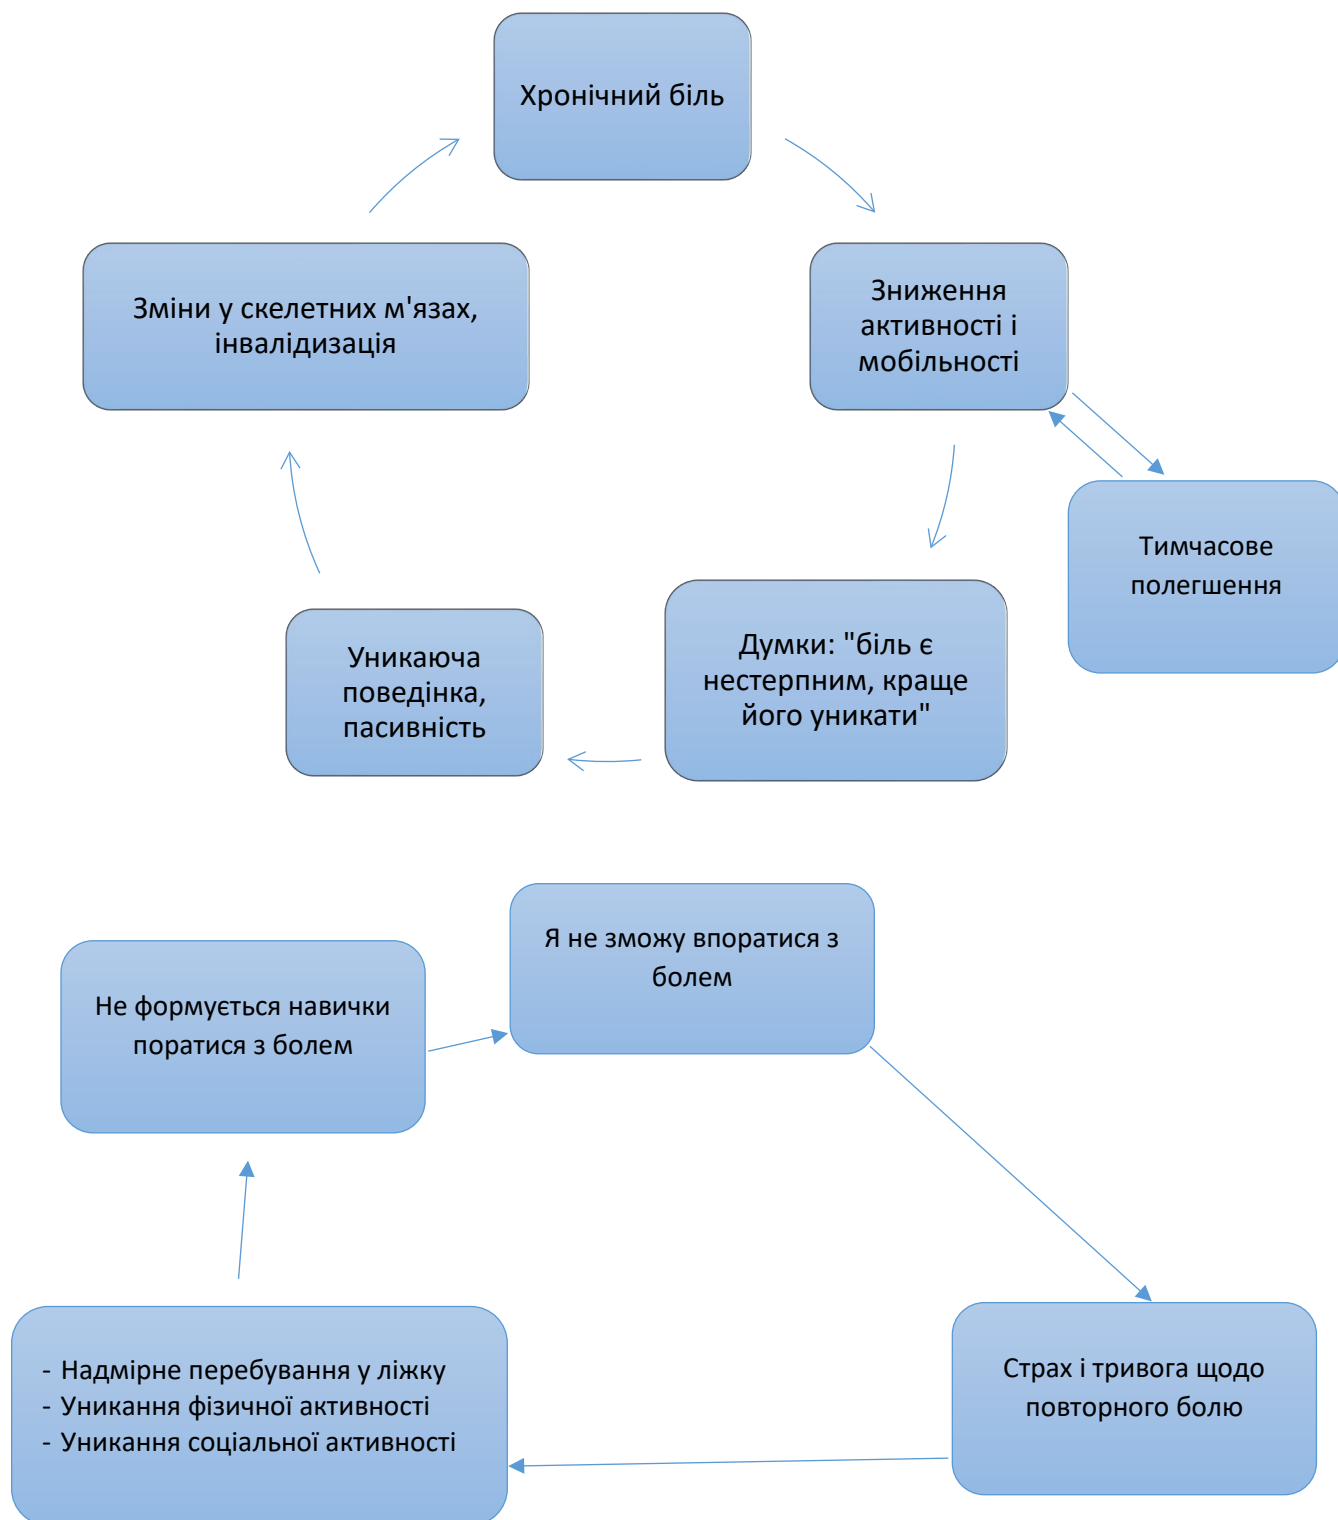 Хронічний біль
Зниження
активності і
мобільності
Тимчасове
полегшення
Думки: "біль є
нестерпним, краще
його уникати"
Уникаюча
поведінка,
пасивність
Зміни у скелетних м'язах,
інвалідизація
Я не зможу впоратися з
болем
Страх і тривога щодо
повторного болю
- Надмірне перебування у ліжку
- Уникання фізичної активності
- Уникання соціальної активності
Не формується навички
поратися з болем